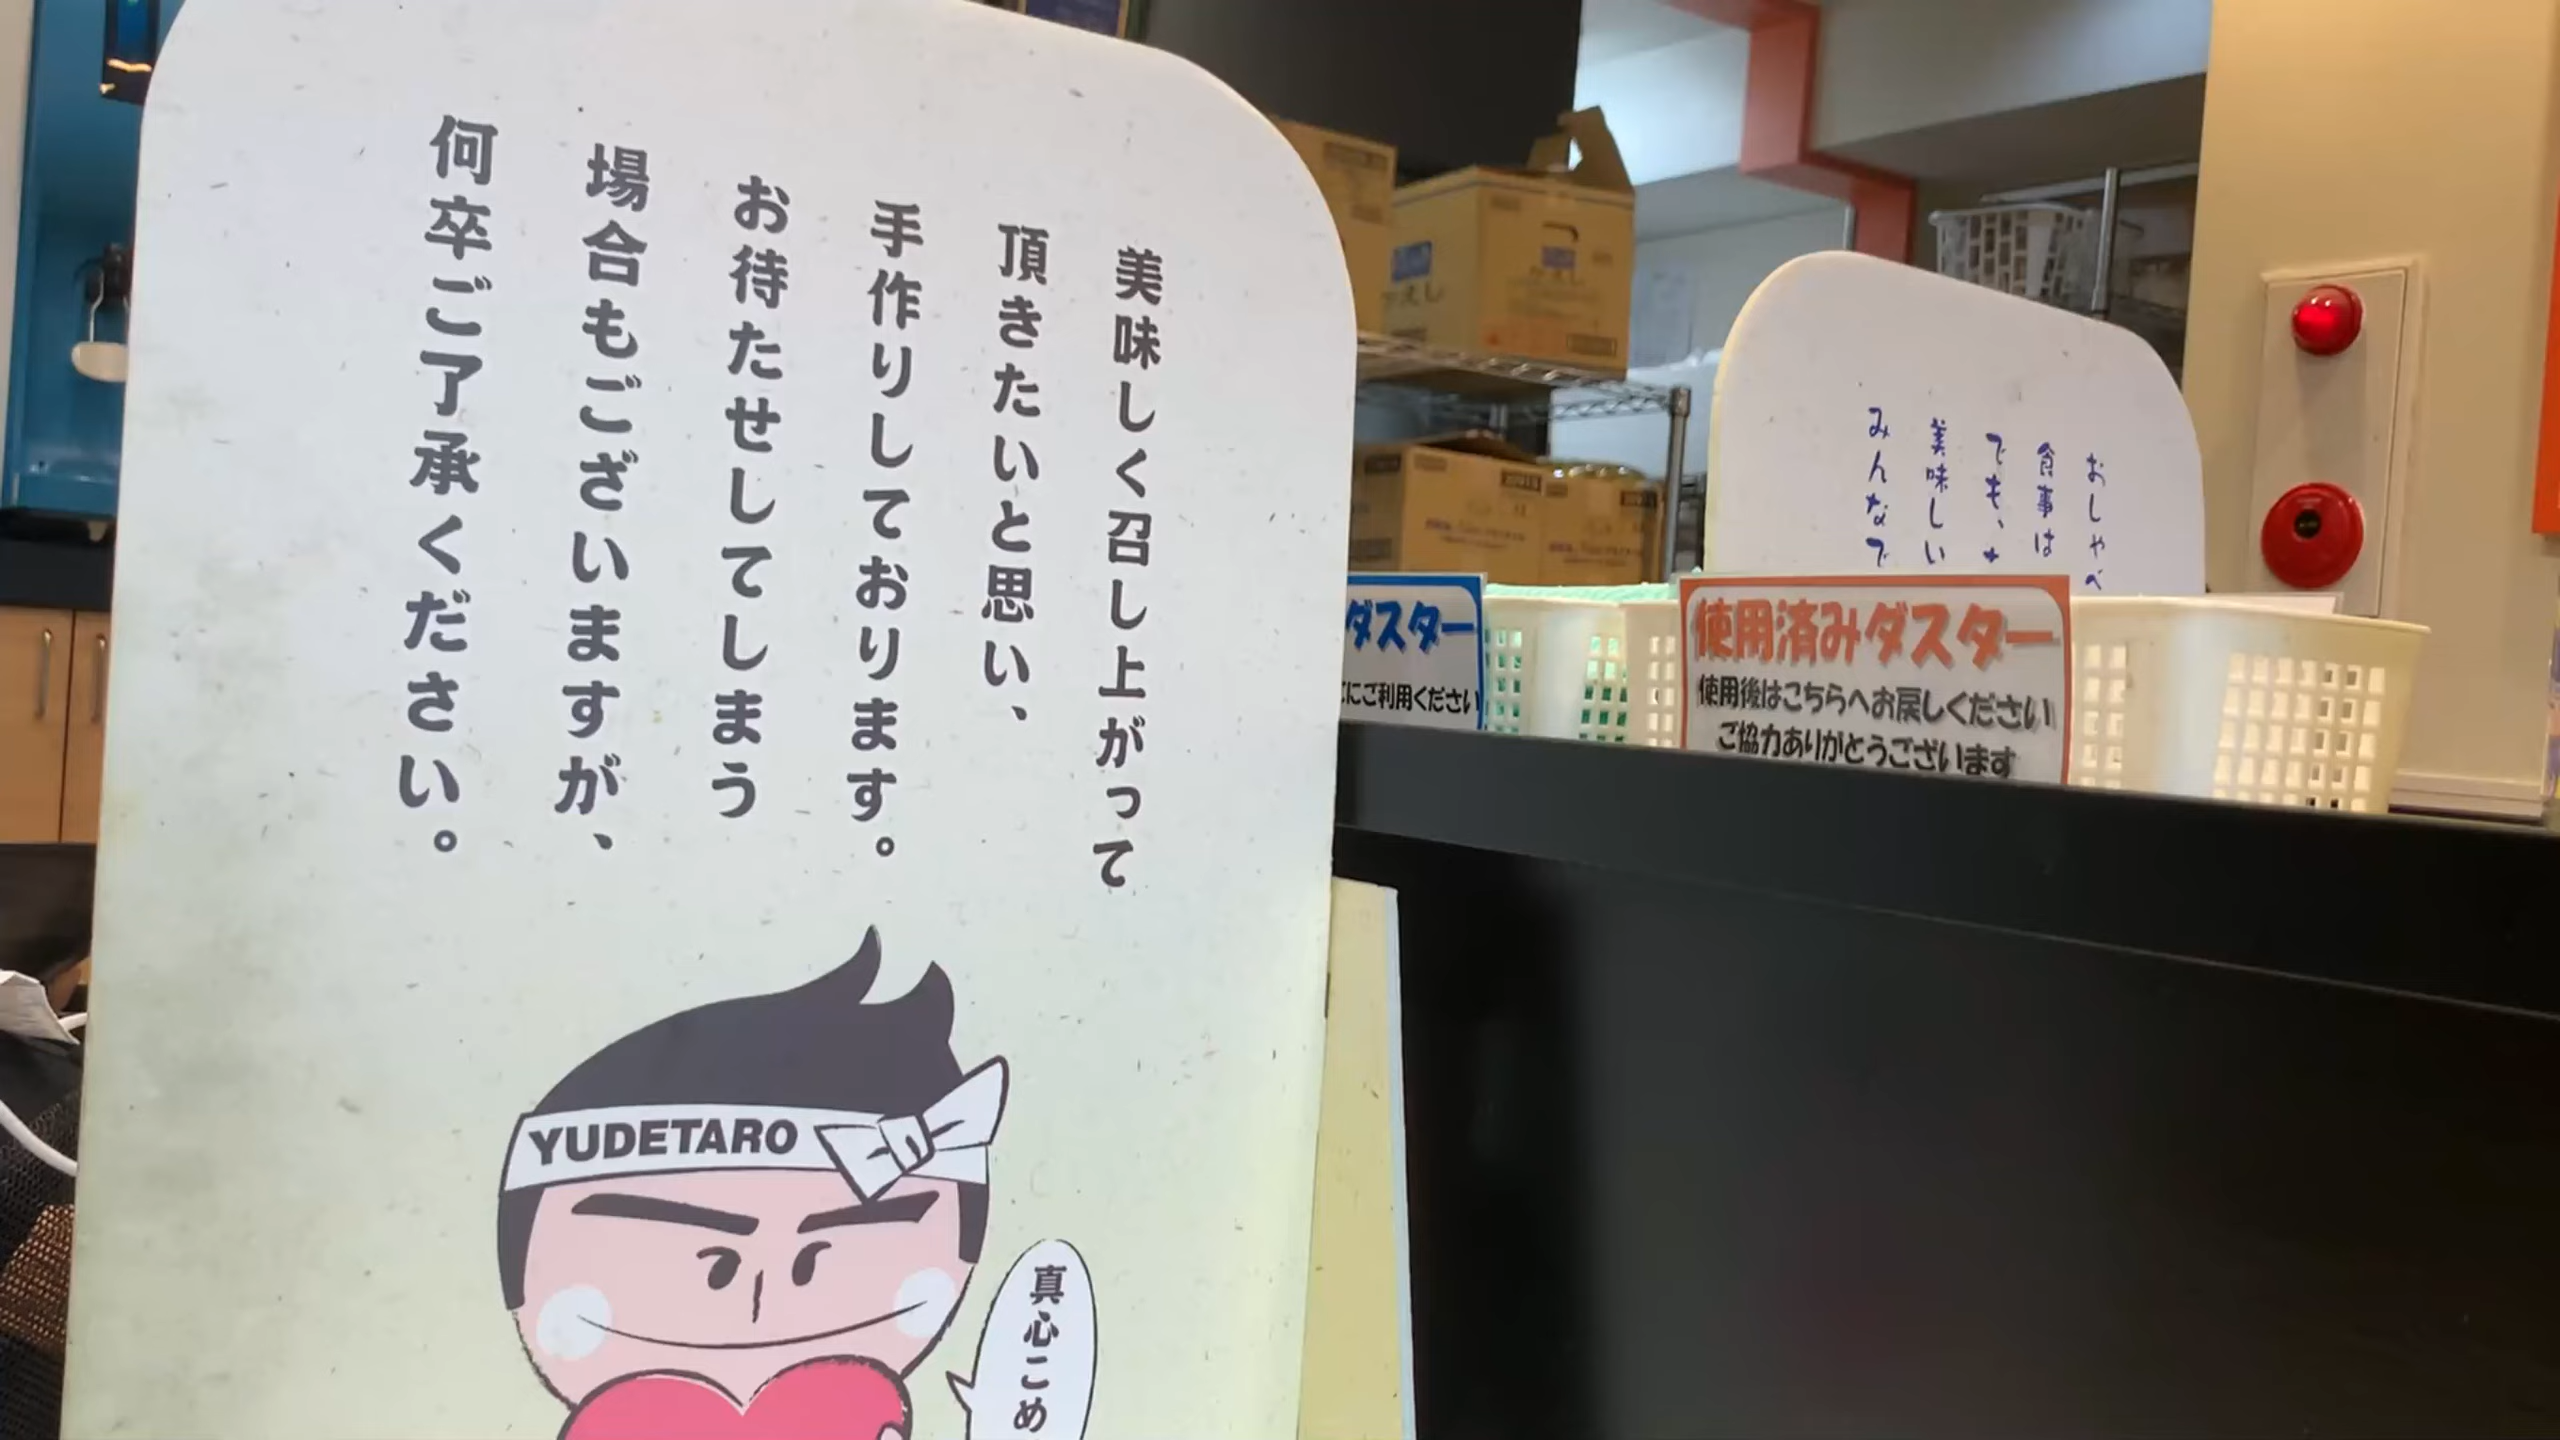 美味しく召し上がって
頂きたいと思い、
手作りしております。
お待たせしてしまう
場合もございますが、
何卒ご了承ください。
YUDETARO
真心こめ
ダスター
にご利用ください
使用済みダスター
使用後はこちらへお戻しください
ご協力ありがとうございます
おしゃべ
食事は
でも、
美味しい
みんなで